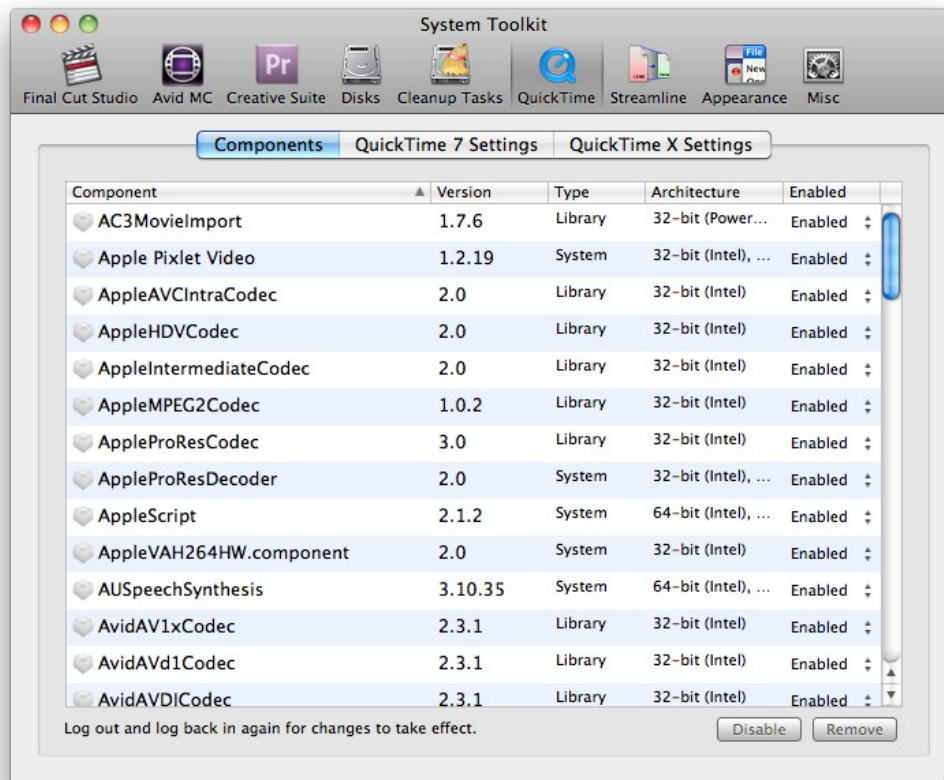 System Toolkit
Pr
File
New
Final Cut Studio Avid MC Creative Suite Disks Cleanup Tasks QuickTime Streamline Appearance Misc
Components QuickTime 7 Settings QuickTime X Settings
Component Version Type Architecture Enabled
AC3MovieImport 1.7.6 Library 32-bit (Power... Enabled
Apple Pixlet Video 1.2.19 System 32-bit (Intel), ... Enabled
AppleAVCIntraCodec 2.0 Library 32-bit (Intel) Enabled
AppleHDVCodec 2.0 Library 32-bit (Intel) Enabled
AppleIntermediateCodec 2.0 Library 32-bit (Intel) Enabled
AppleMPEG2Codec 1.0.2 Library 32-bit (Intel) Enabled
AppleProResCodec 3.0 Library 32-bit (Intel) Enabled
AppleProResDecoder 2.0 System 32-bit (Intel), ... Enabled
AppleScript 2.1.2 System 64-bit (Intel), ... Enabled
AppleVAH264HW.component 2.0 System 32-bit (Intel) Enabled
AUSpeechSynthesis 3.10.35 System 64-bit (Intel), ... Enabled
AvidAV1xCodec 2.3.1 Library 32-bit (Intel) Enabled
AvidAVd1Codec 2.3.1 Library 32-bit (Intel) Enabled
AvidAVDJCodec 2.3.1 Library 32-bit (Intel) Enabled
Log out and log back in again for changes to take effect. Disable Remove